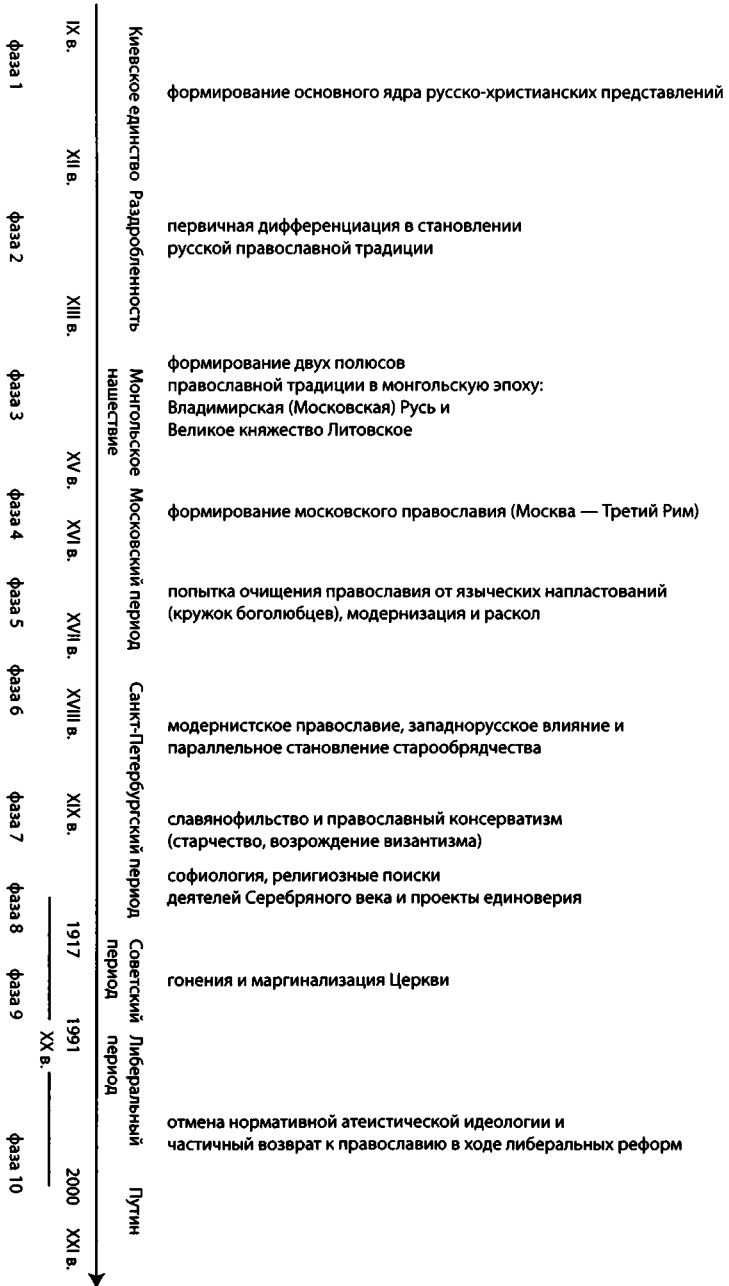 фаза 1
фаза 2
фаза 3
фаза 4
фаза 5
фаза 6
фаза 7
фаза 8
фаза 9
фаза 10
XX в.
IX в.
XII в.
XIII в.
XV в.
XVI в.
XVII в.
XVIII в.
XIX в.
1917
1991
2000
XXI в.
Киевское единство
Раздробленность
Монгольское
нашествие
Московский период
Санкт-Петербургский период
Советский
период
Либеральный
период
Путин
формирование основного ядра русско-христианских представлений
первичная дифференциация в становлении
русской православной традиции
формирование двух полюсов
православной традиции в монгольскую эпоху:
Владимирская (Московская) Русь и
Великое княжество Литовское
формирование московского православия (Москва — Третий Рим)
попытка очищения православия от языческих напластований
(кружок боголюбцев), модернизация и раскол
модернистское православие, западнорусское влияние и
параллельное становление старообрядчества
славянофильство и православный консерватизм
(старчество, возрождение византизма)
софиология, религиозные поиски
деятелей Серебряного века и проекты единоверия
гонения и маргинализация Церкви
отмена нормативной атеистической идеологии и
частичный возврат к православию в ходе либеральных реформ